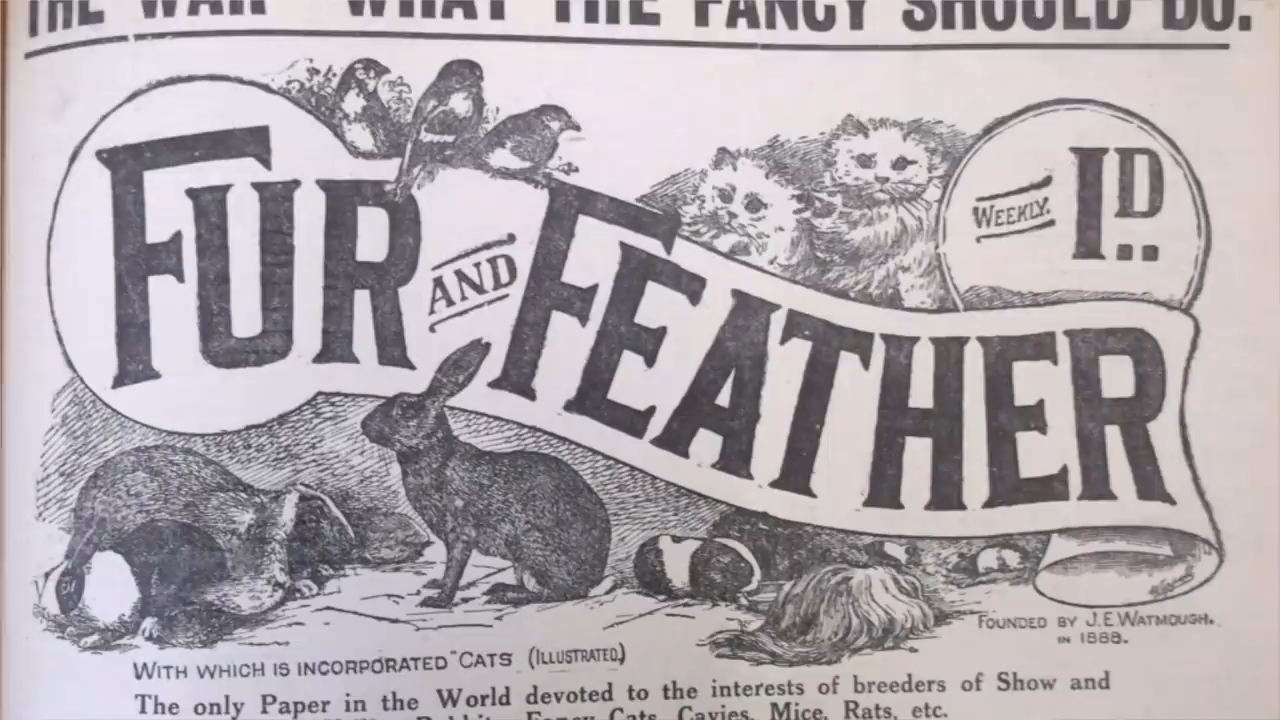 THE WAR WHAT THE FANCY SHOULD DO.
FUR AND FEATHER
WEEKLY. 1D.
FOUNDED BY J.E.WATMOUGH.
IN 1888.
WITH WHICH IS INCORPORATED "CATS (ILLUSTRATED)
The only Paper in the World devoted to the interests of breeders of Show and
Rabbits, Fancy Cats, Cavies, Mice, Rats, etc.